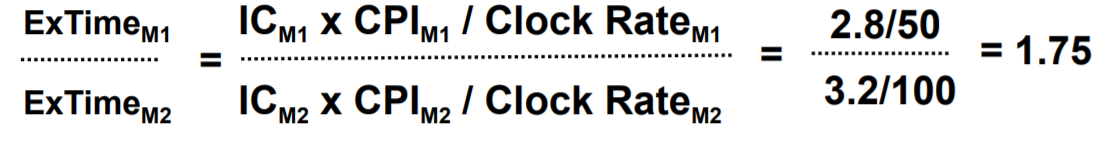 ExTimeM1 / ExTimeM2 = ICM1 x CPIM1 / Clock RateM1 / ICM2 x CPIM2 / Clock RateM2 = 2.8/50 / 3.2/100 = 1.75